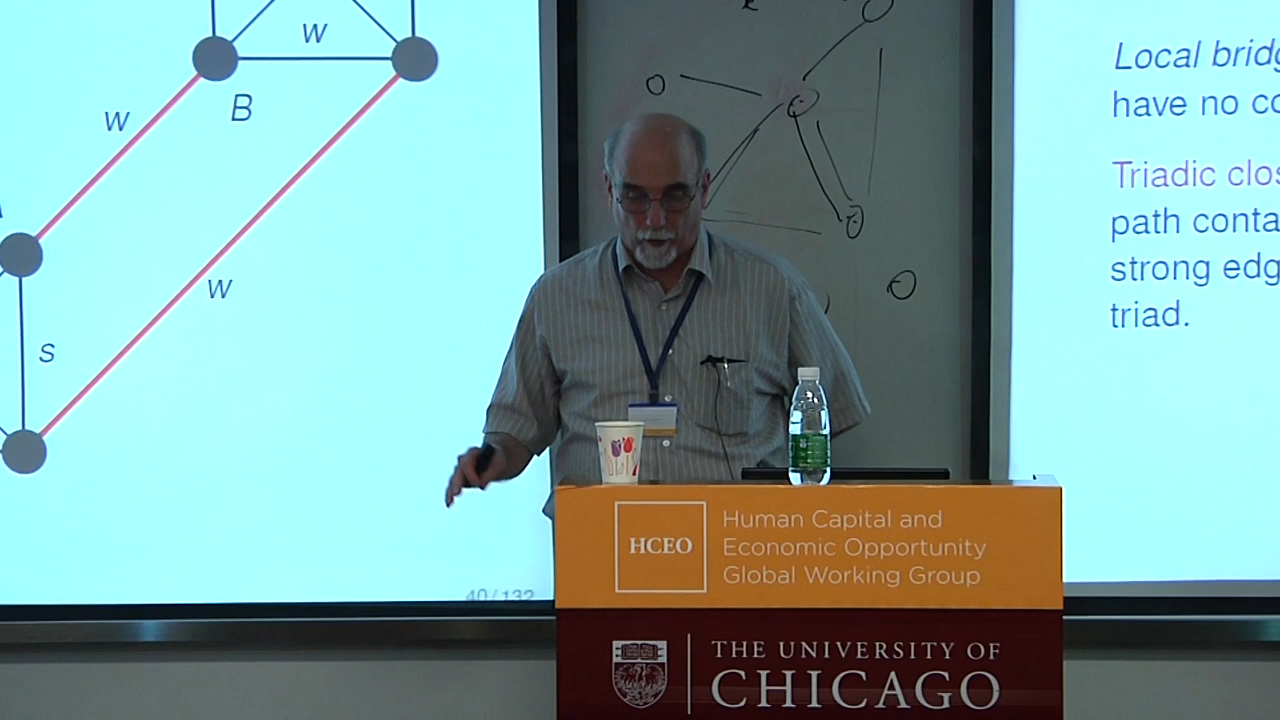 w
B
w
w
s
40/132
Local bridg
have no co
Triadic clos
path conta
strong edg
triad.
HCEO
Human Capital and
Economic Opportunity
Global Working Group
THE UNIVERSITY OF
CHICAGO